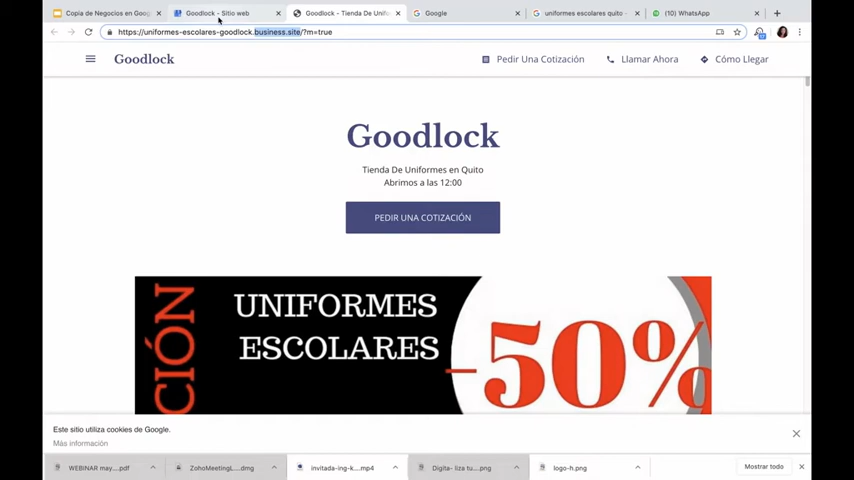 Copia de Negocios en Goog
Goodlock - Sitio web
Goodlock - Tienda De Unifo
Google
uniformes escolares quito -
(10) WhatsApp
https://uniformes-escolares-goodlock.business.site/?m=true
Goodlock
Pedir Una Cotización
Llamar Ahora
Cómo Llegar
Goodlock
Tienda De Uniformes en Quito
Abrimos a las 12:00
PEDIR UNA COTIZACIÓN
CIÓN
UNIFORMES
ESCOLARES
-50%
Este sitio utiliza cookies de Google.
Más información
WEBINAR may....pdf
ZohoMeetingL....dmg
invitada-ing-k....mp4
Digita- liza tu....png
logo-h.png
Mostrar todo